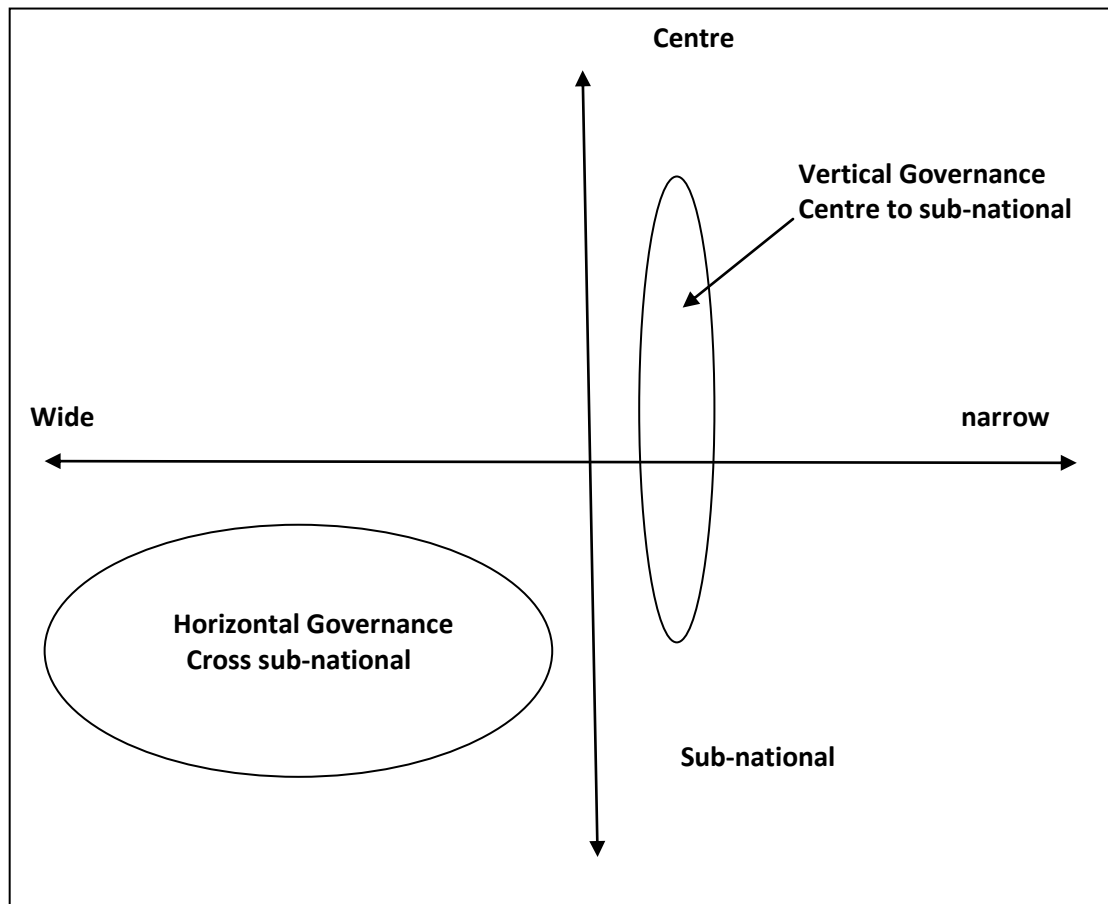 Centre
Vertical Governance
Centre to sub-national
Wide
narrow
Horizontal Governance
Cross sub-national
Sub-national